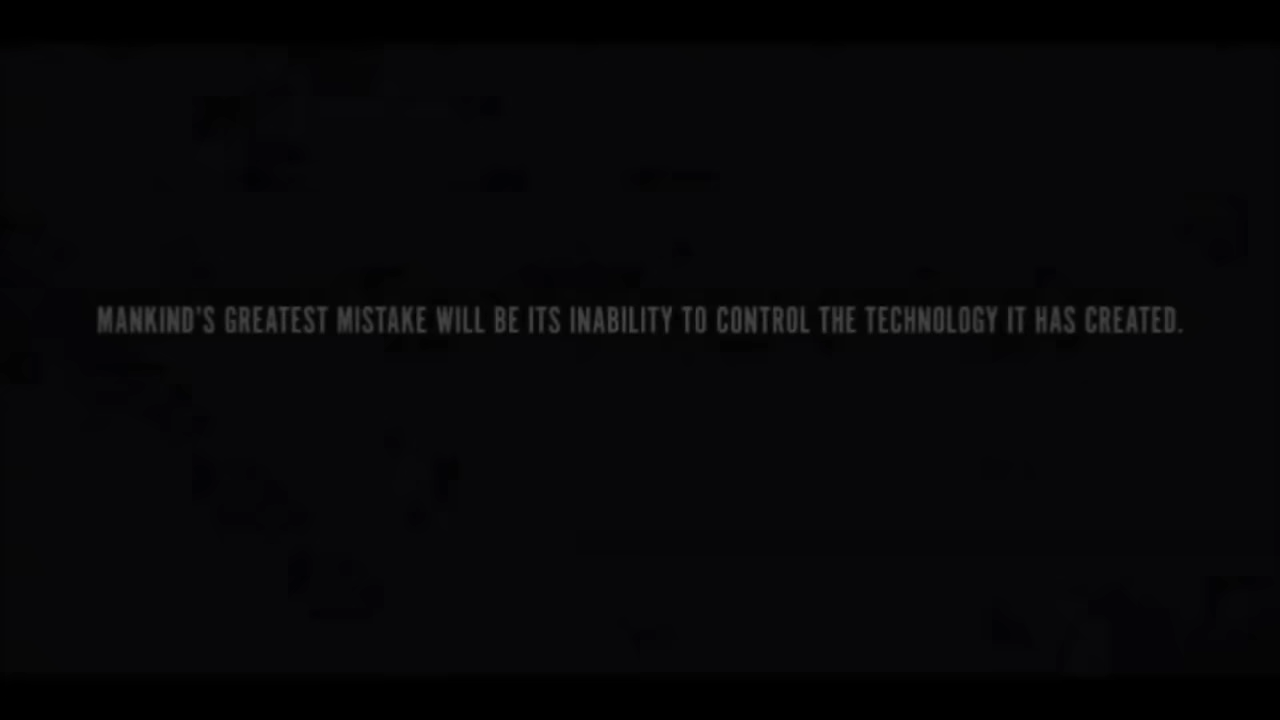 MANKIND'S GREATEST MISTAKE WILL BE ITS INABILITY TO CONTROL THE TECHNOLOGY IT HAS CREATED.